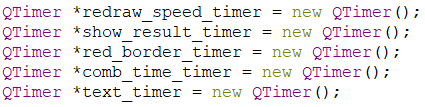 QTimer *redraw_speed_timer = new QTimer();
QTimer *show_result_timer = new QTimer();
QTimer *red_border_timer = new QTimer();
QTimer *comb_time_timer = new QTimer();
QTimer *text_timer = new QTimer();